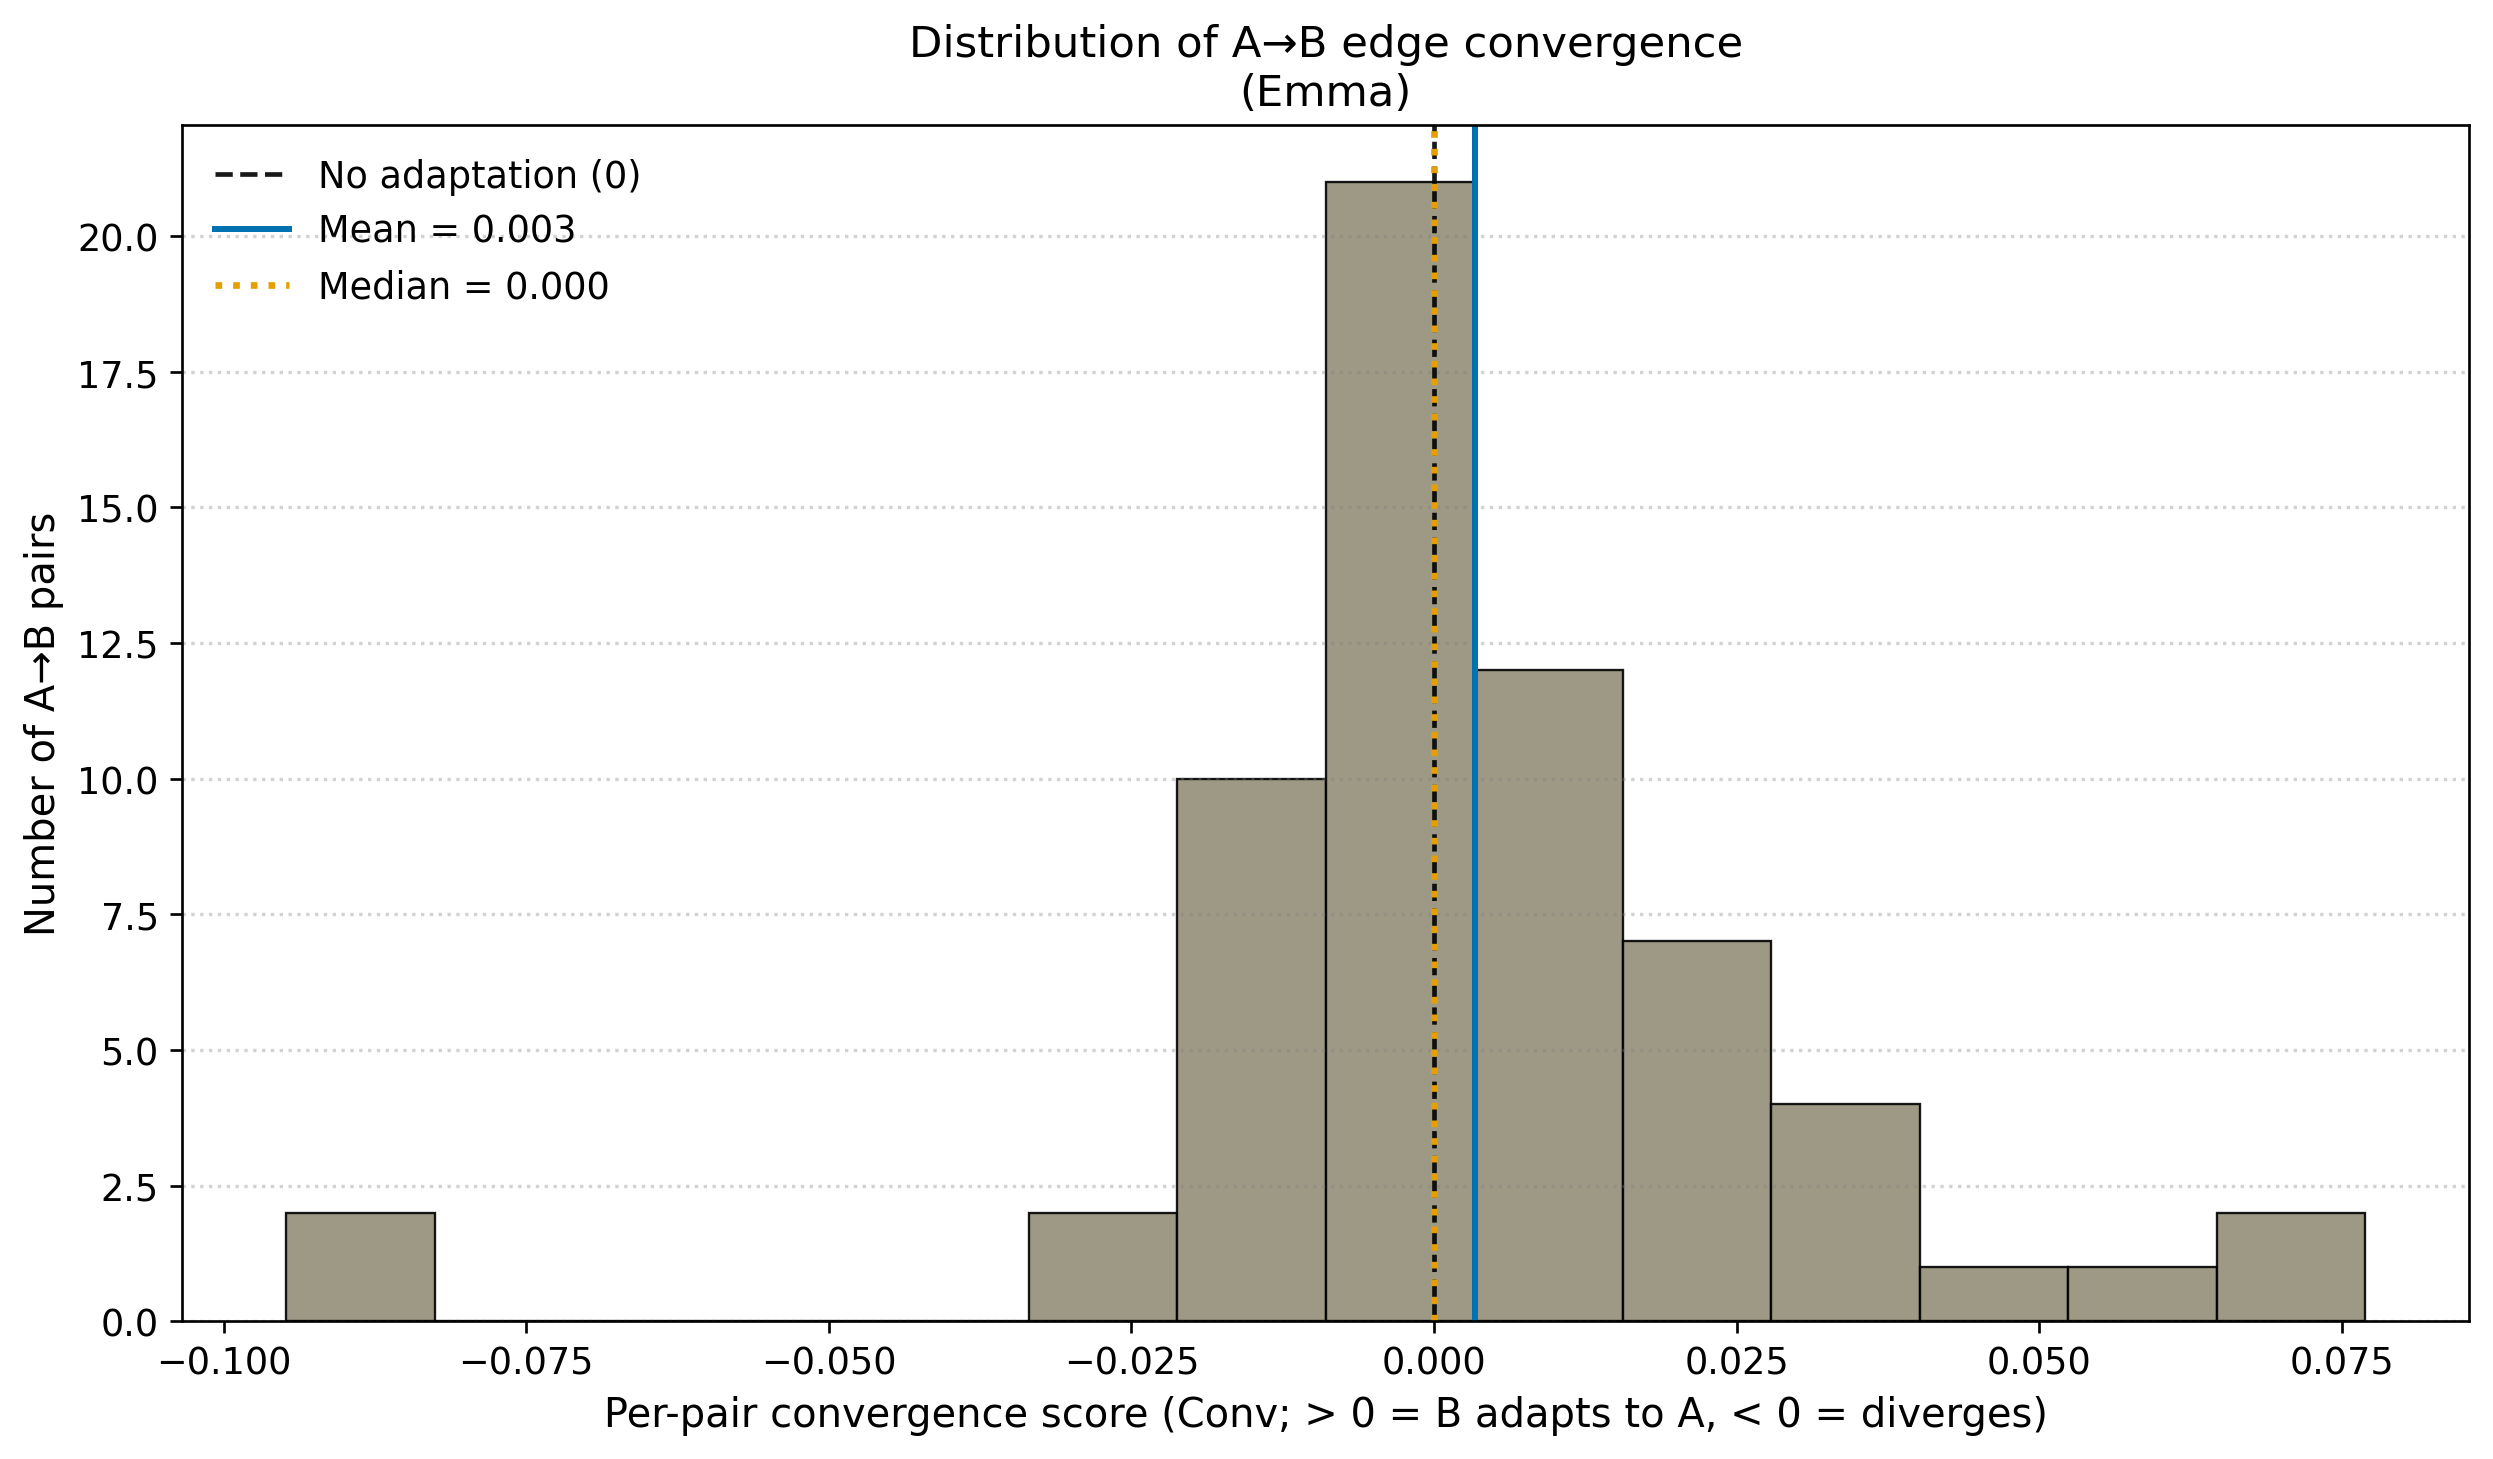 Distribution of A→B edge convergence
(Emma)
No adaptation (0)
Mean = 0.003
Median = 0.000
Number of A→B pairs
20.0
17.5
15.0
12.5
10.0
7.5
5.0
2.5
0.0
−0.100
−0.075
−0.050
−0.025
0.000
0.025
0.050
0.075
Per-pair convergence score (Conv; > 0 = B adapts to A, < 0 = diverges)